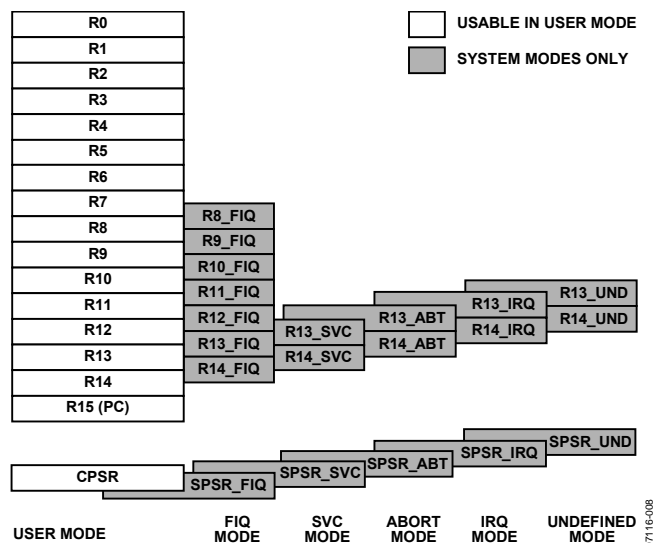 R0
R1
R2
R3
R4
R5
R6
R7
R8
R9
R10
R11
R12
R13
R14
R15 (PC)
USABLE IN USER MODE
SYSTEM MODES ONLY
R8_FIQ
R9_FIQ
R10_FIQ
R11_FIQ
R12_FIQ
R13_FIQ
R14_FIQ
R13_SVC
R14_SVC
R13_ABT
R14_ABT
R13_IRQ
R14_IRQ
R13_UND
R14_UND
CPSR
SPSR_FIQ
SPSR_SVC
SPSR_ABT
SPSR_IRQ
SPSR_UND
USER MODE
FIQ
MODE
SVC
MODE
ABORT
MODE
IRQ
MODE
UNDEFINED
MODE
7116-008